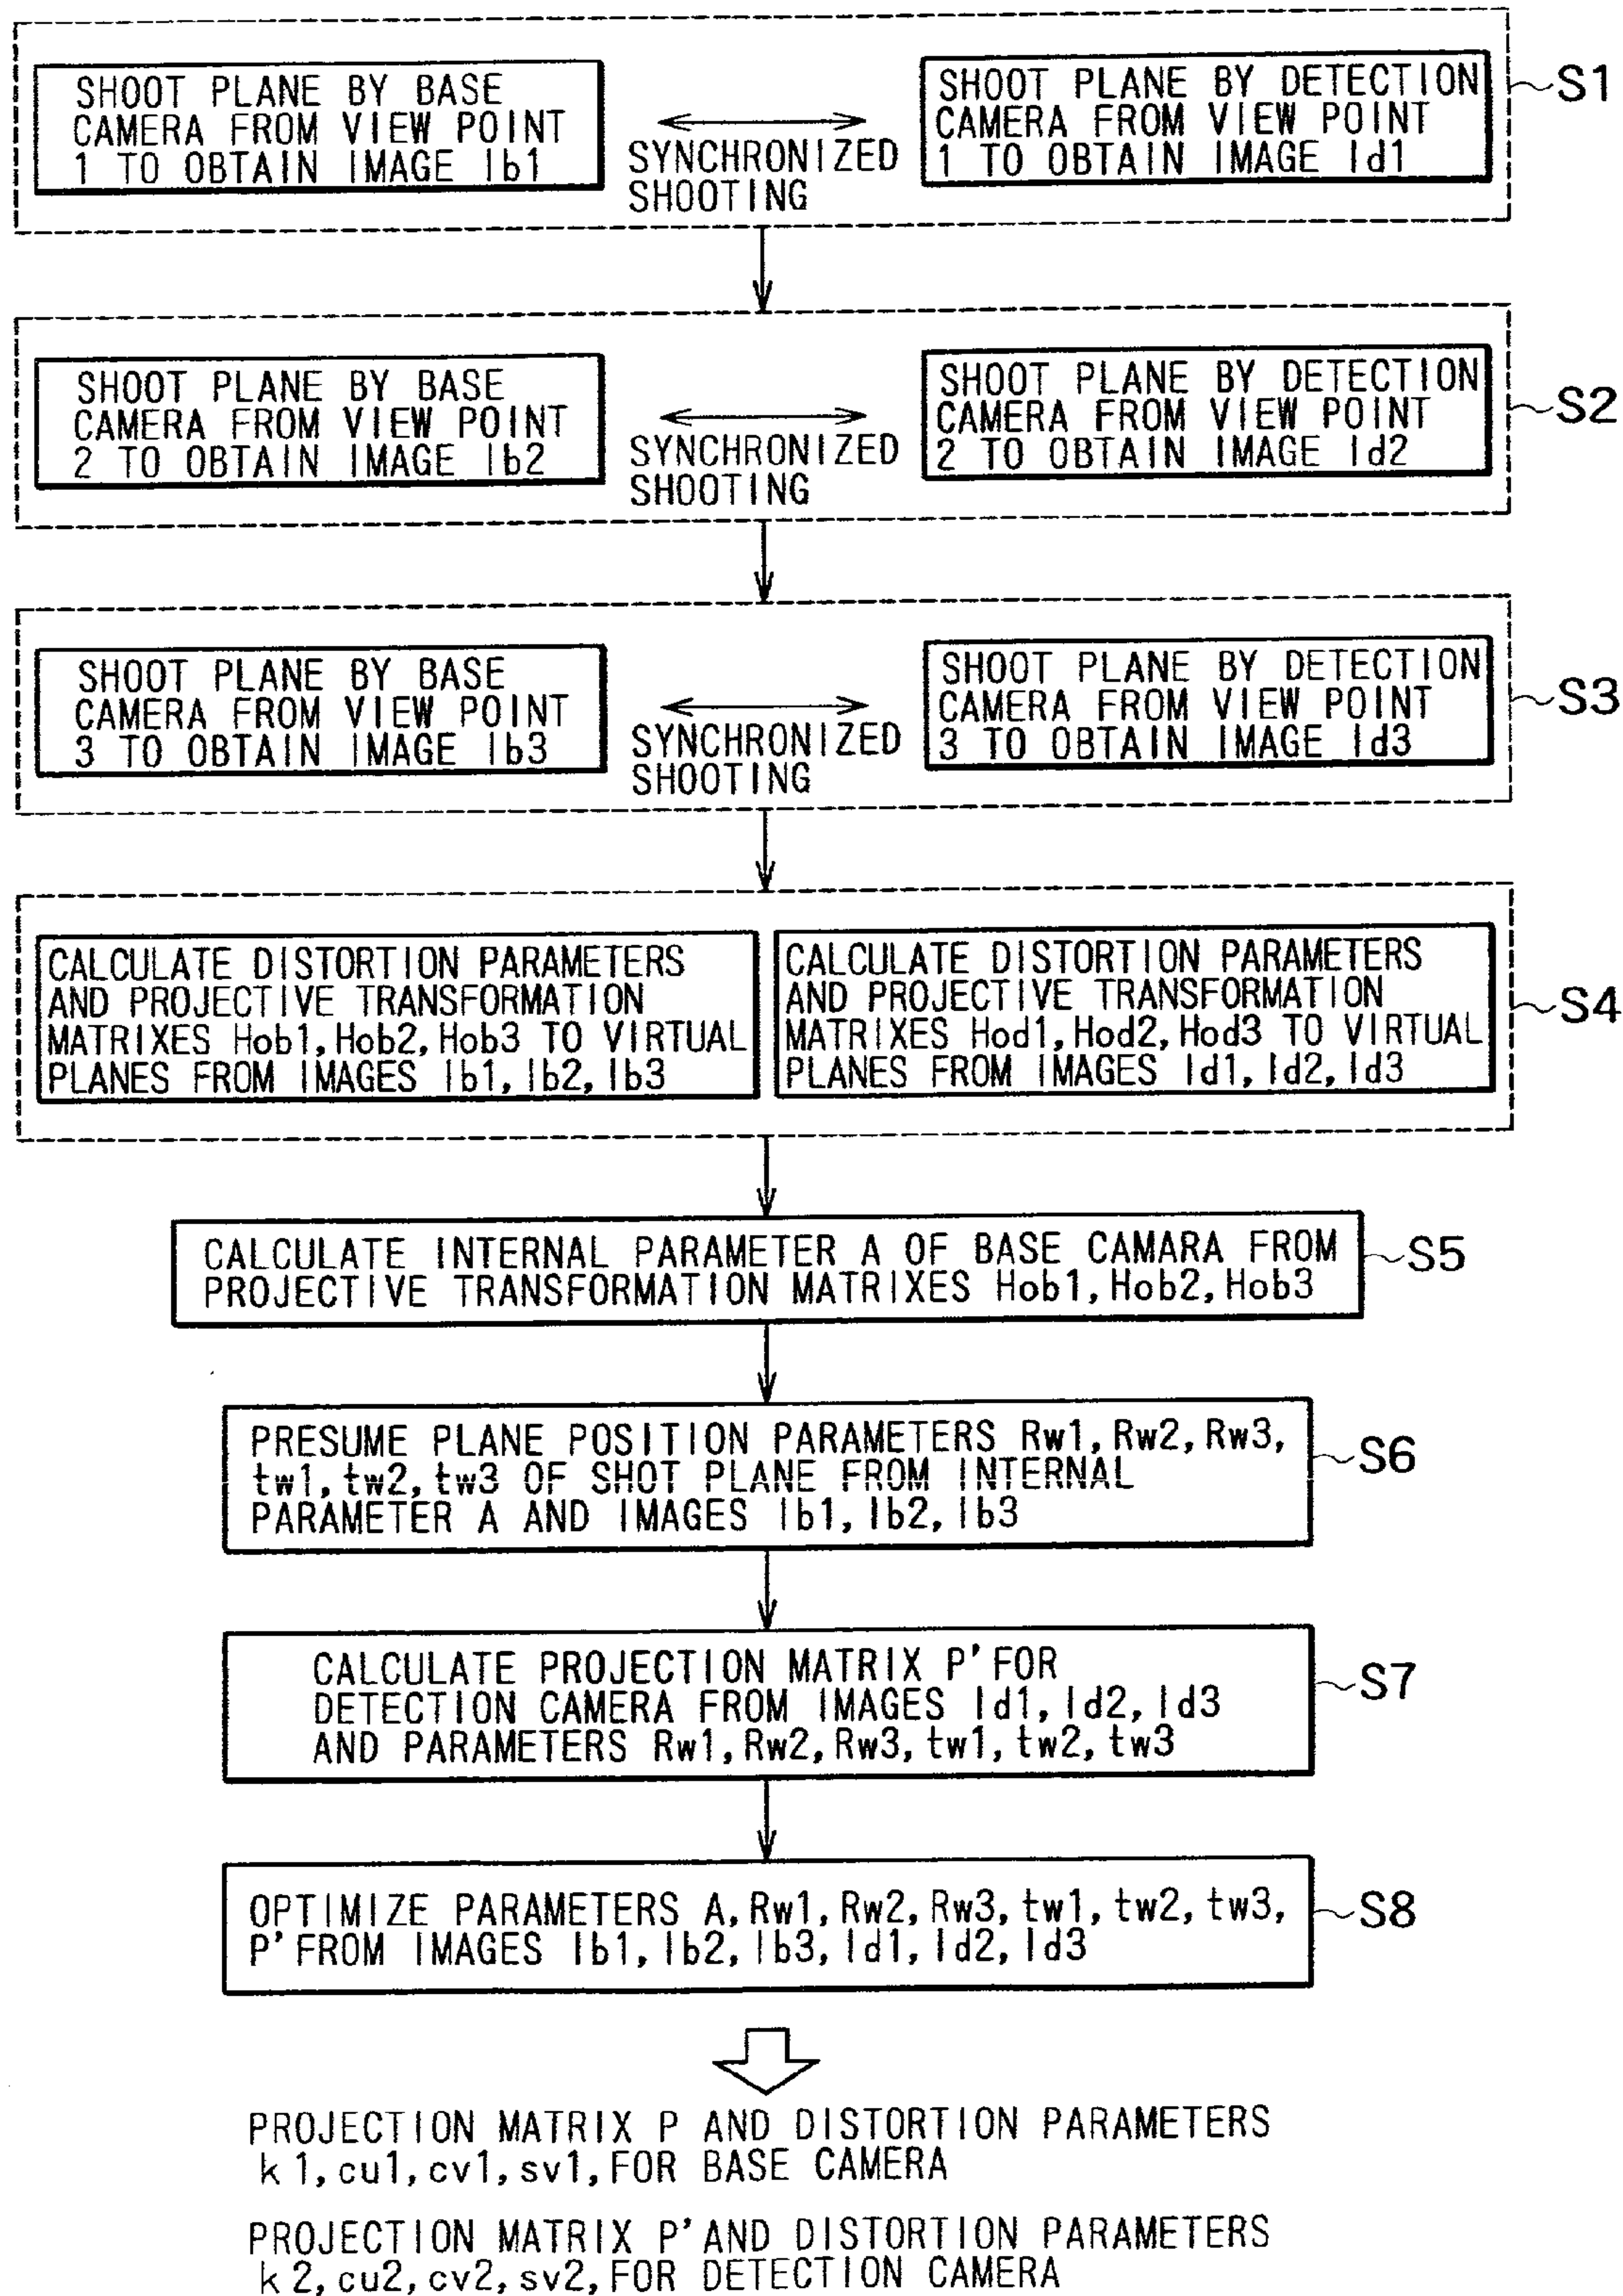 SHOOT PLANE BY BASE
CAMERA FROM VIEW POINT
1 TO OBTAIN IMAGE Ib1
SYNCHRONIZED
SHOOTING
SHOOT PLANE BY DETECTION
CAMERA FROM VIEW POINT
1 TO OBTAIN IMAGE Id1
S1
SHOOT PLANE BY BASE
CAMERA FROM VIEW POINT
2 TO OBTAIN IMAGE Ib2
SYNCHRONIZED
SHOOTING
SHOOT PLANE BY DETECTION
CAMERA FROM VIEW POINT
2 TO OBTAIN IMAGE Id2
S2
SHOOT PLANE BY BASE
CAMERA FROM VIEW POINT
3 TO OBTAIN IMAGE Ib3
SYNCHRONIZED
SHOOTING
SHOOT PLANE BY DETECTION
CAMERA FROM VIEW POINT
3 TO OBTAIN IMAGE Id3
S3
CALCULATE DISTORTION PARAMETERS
AND PROJECTIVE TRANSFORMATION
MATRIXES Hob1, Hob2, Hob3 TO VIRTUAL
PLANES FROM IMAGES Ib1, Ib2, Ib3
CALCULATE DISTORTION PARAMETERS
AND PROJECTIVE TRANSFORMATION
MATRIXES Hod1, Hod2, Hod3 TO VIRTUAL
PLANES FROM IMAGES Id1, Id2, Id3
S4
CALCULATE INTERNAL PARAMETER A OF BASE CAMARA FROM
PROJECTIVE TRANSFORMATION MATRIXES Hob1, Hob2, Hob3
S5
PRESUME PLANE POSITION PARAMETERS Rw1, Rw2, Rw3,
tw1, tw2, tw3 OF SHOT PLANE FROM INTERNAL
PARAMETER A AND IMAGES Ib1, Ib2, Ib3
S6
CALCULATE PROJECTION MATRIX P' FOR
DETECTION CAMERA FROM IMAGES Id1, Id2, Id3
AND PARAMETERS Rw1, Rw2, Rw3, tw1, tw2, tw3
S7
OPTIMIZE PARAMETERS A, Rw1, Rw2, Rw3, tw1, tw2, tw3,
P' FROM IMAGES Ib1, Ib2, Ib3, Id1, Id2, Id3
S8
PROJECTION MATRIX P AND DISTORTION PARAMETERS
k1, cu1, cv1, sv1, FOR BASE CAMERA
PROJECTION MATRIX P' AND DISTORTION PARAMETERS
k2, cu2, cv2, sv2, FOR DETECTION CAMERA